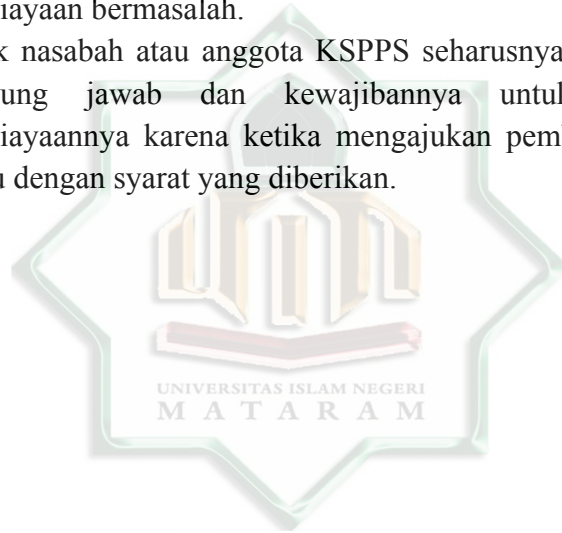 iayaan bermasalah.
k nasabah atau anggota KSPPS seharusnya
ung jawab dan kewajibannya untuk
iayaannya karena ketika mengajukan pem
u dengan syarat yang diberikan.
UNIVERSITAS ISLAM NEGERI
MATARAM